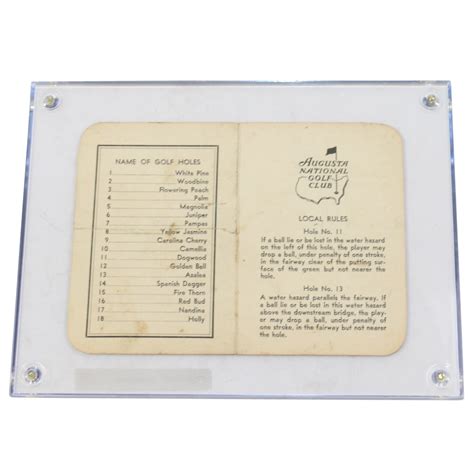 NAME OF GOLF HOLES
1 White Pine
2 Woodbine
3 Flowering Peach
4 Palm
5 Magnolia
6 Juniper
7 Pampas
8 Yellow Jasmine
9 Carolina Cherry
10 Camellia
11 Dogwood
12 Golden Bell
13 Azalea
14 Spanish Dagger
15 Fire Thorn
16 Red Bud
17 Nandina
18 Holly
AUGUSTA
NATIONAL
GOLF
CLUB
LOCAL RULES
Hole No. 11
If a ball lie or be lost in the water hazard
on the left of this hole, the player may
drop a ball, under penalty of one stroke,
in the fairway clear of the putting sur-
face of the green but not nearer the
hole.
Hole No. 13
A water hazard parallels the fairway. If
a ball lie or be lost in this water hazard
above the downstream bridge, the play-
er may drop a ball, under penalty of
one stroke, in the fairway but not nearer
the hole.